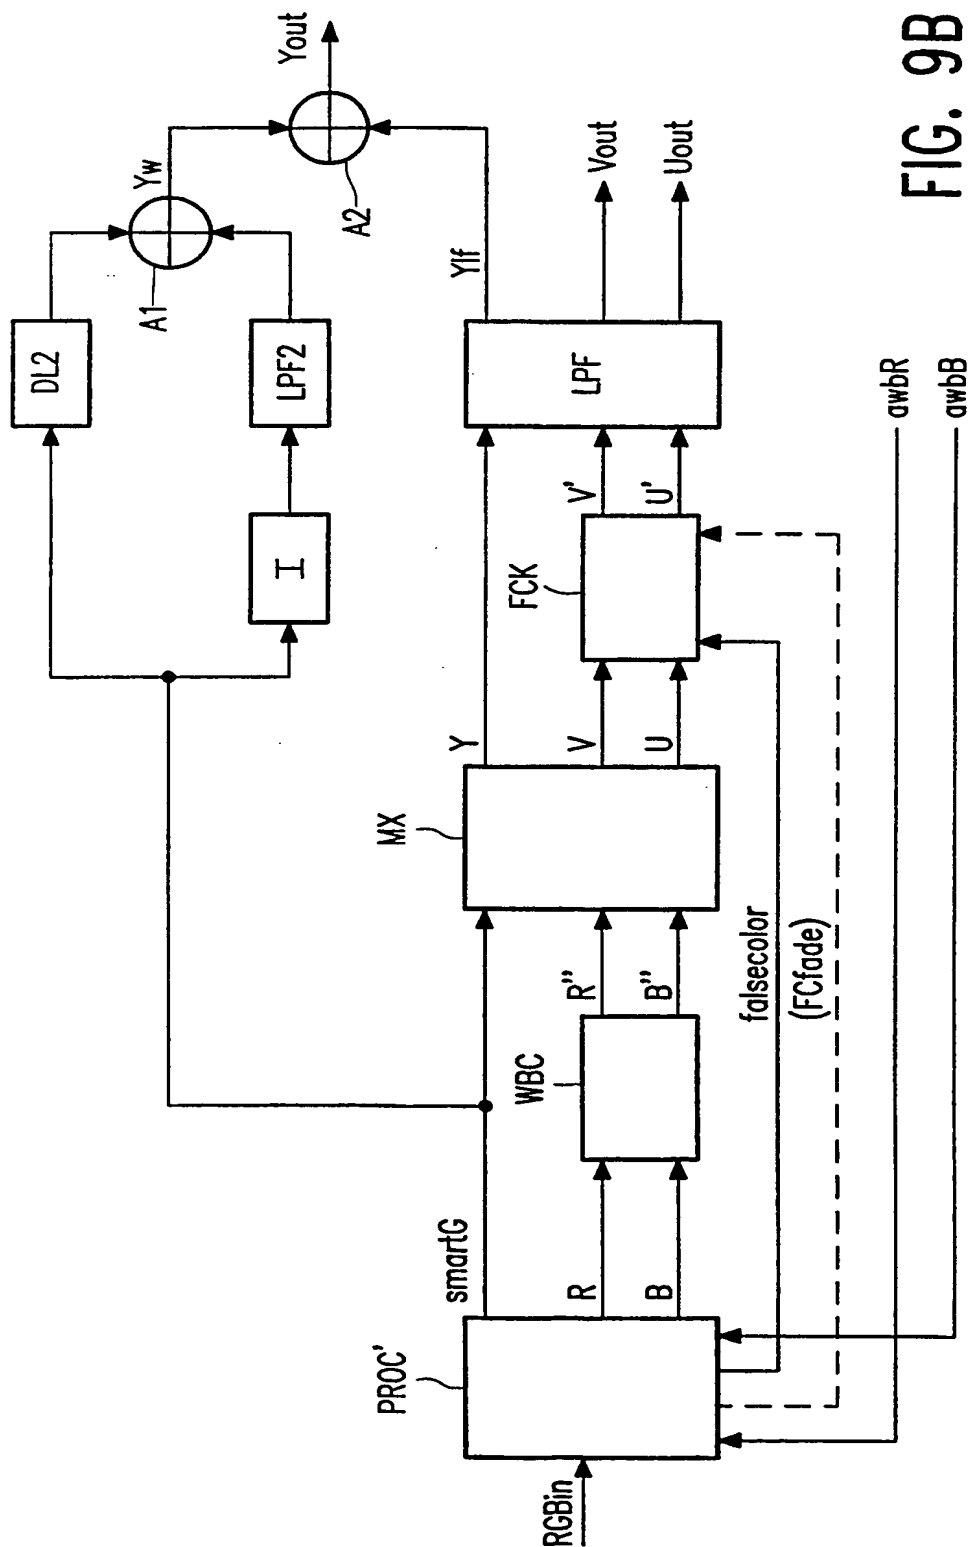 Yout
DL2
Yw
A1
A2
LPF2
I
Ylf
Vout
Uout
LPF
Y
V
U
V'
U'
FCK
MX
R"
B"
WBC
smartG
R
B
PROC'
RGBin
falsecolor
(FCfade)
awbR
awbB
FIG. 9B